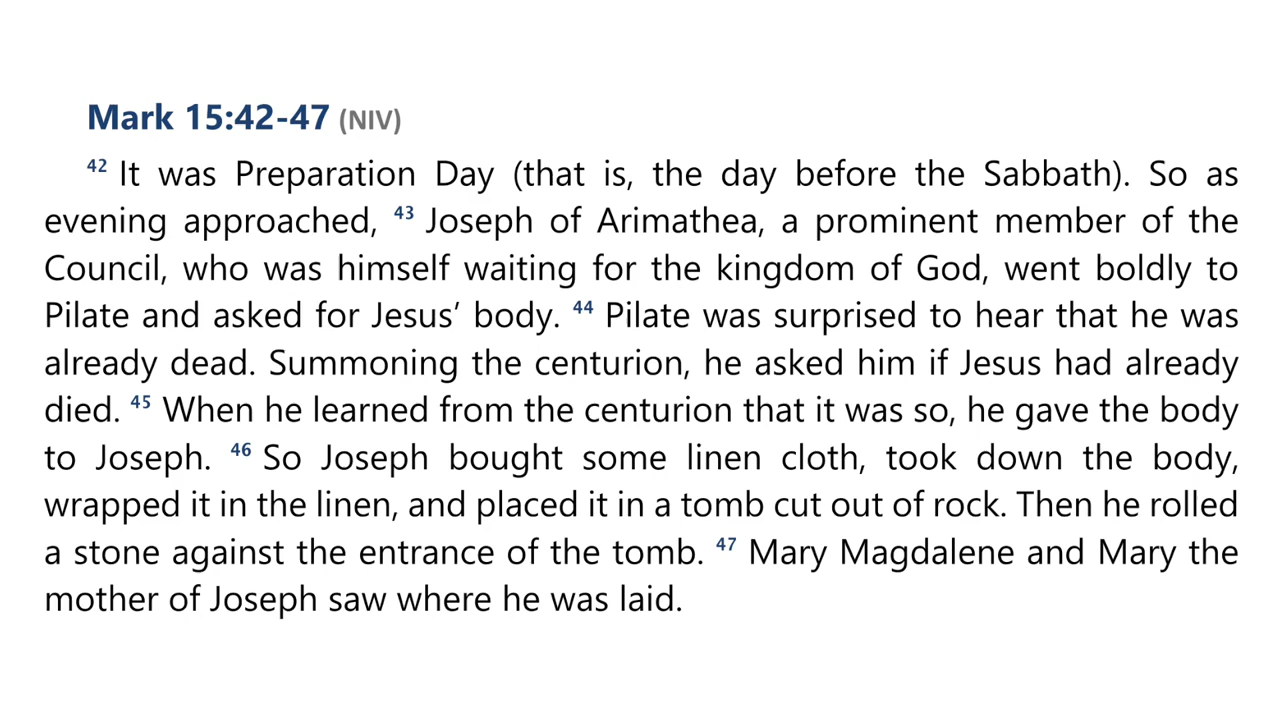 Mark 15:42-47 (NIV)
42 It was Preparation Day (that is, the day before the Sabbath). So as
evening approached, 43 Joseph of Arimathea, a prominent member of the
Council, who was himself waiting for the kingdom of God, went boldly to
Pilate and asked for Jesus’ body. 44 Pilate was surprised to hear that he was
already dead. Summoning the centurion, he asked him if Jesus had already
died. 45 When he learned from the centurion that it was so, he gave the body
to Joseph. 46 So Joseph bought some linen cloth, took down the body,
wrapped it in the linen, and placed it in a tomb cut out of rock. Then he rolled
a stone against the entrance of the tomb. 47 Mary Magdalene and Mary the
mother of Joseph saw where he was laid.